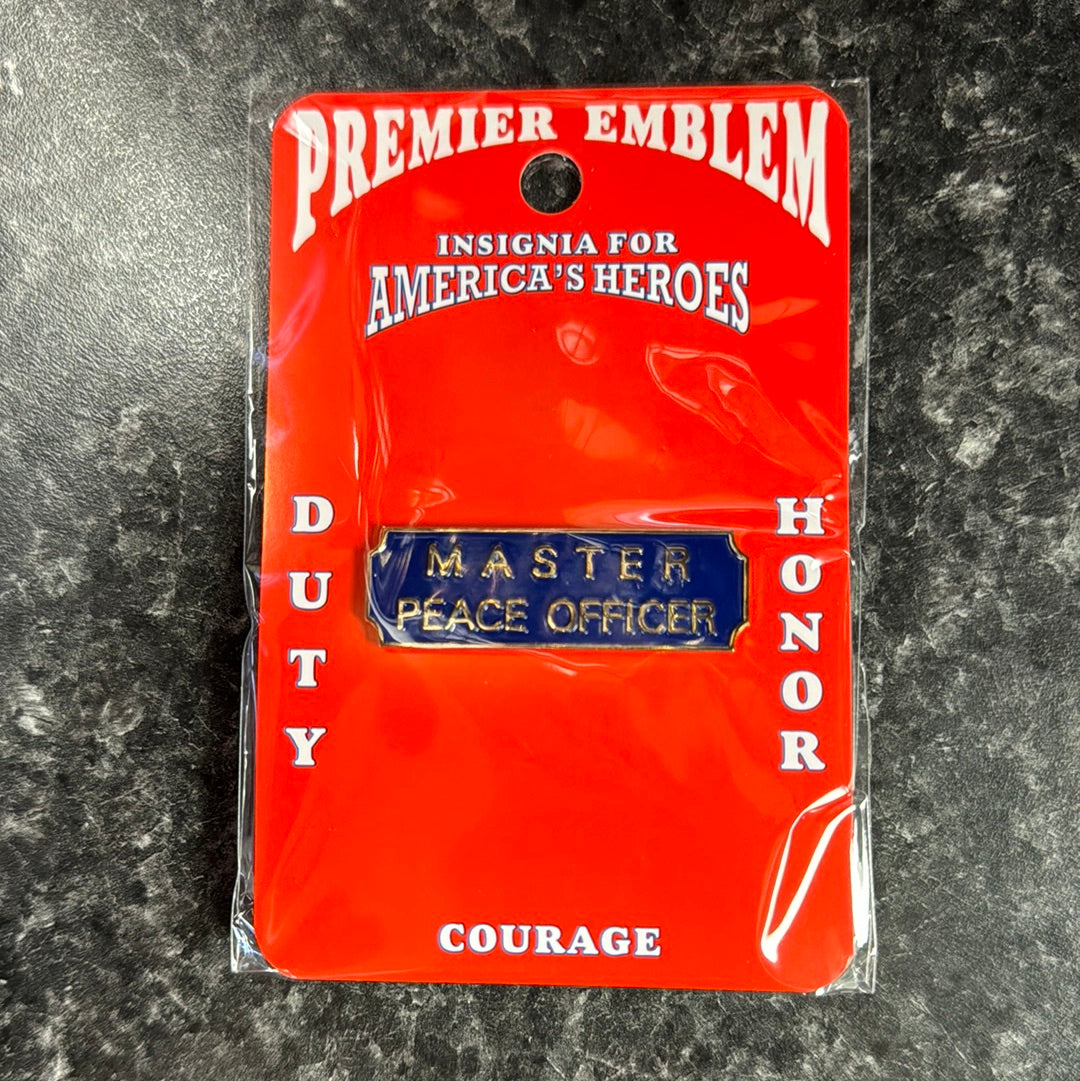 PREMIER EMBLEM
INSIGNIA FOR
AMERICA'S HEROES
DUTY
HONOR
MASTER
PEACE OFFICER
COURAGE